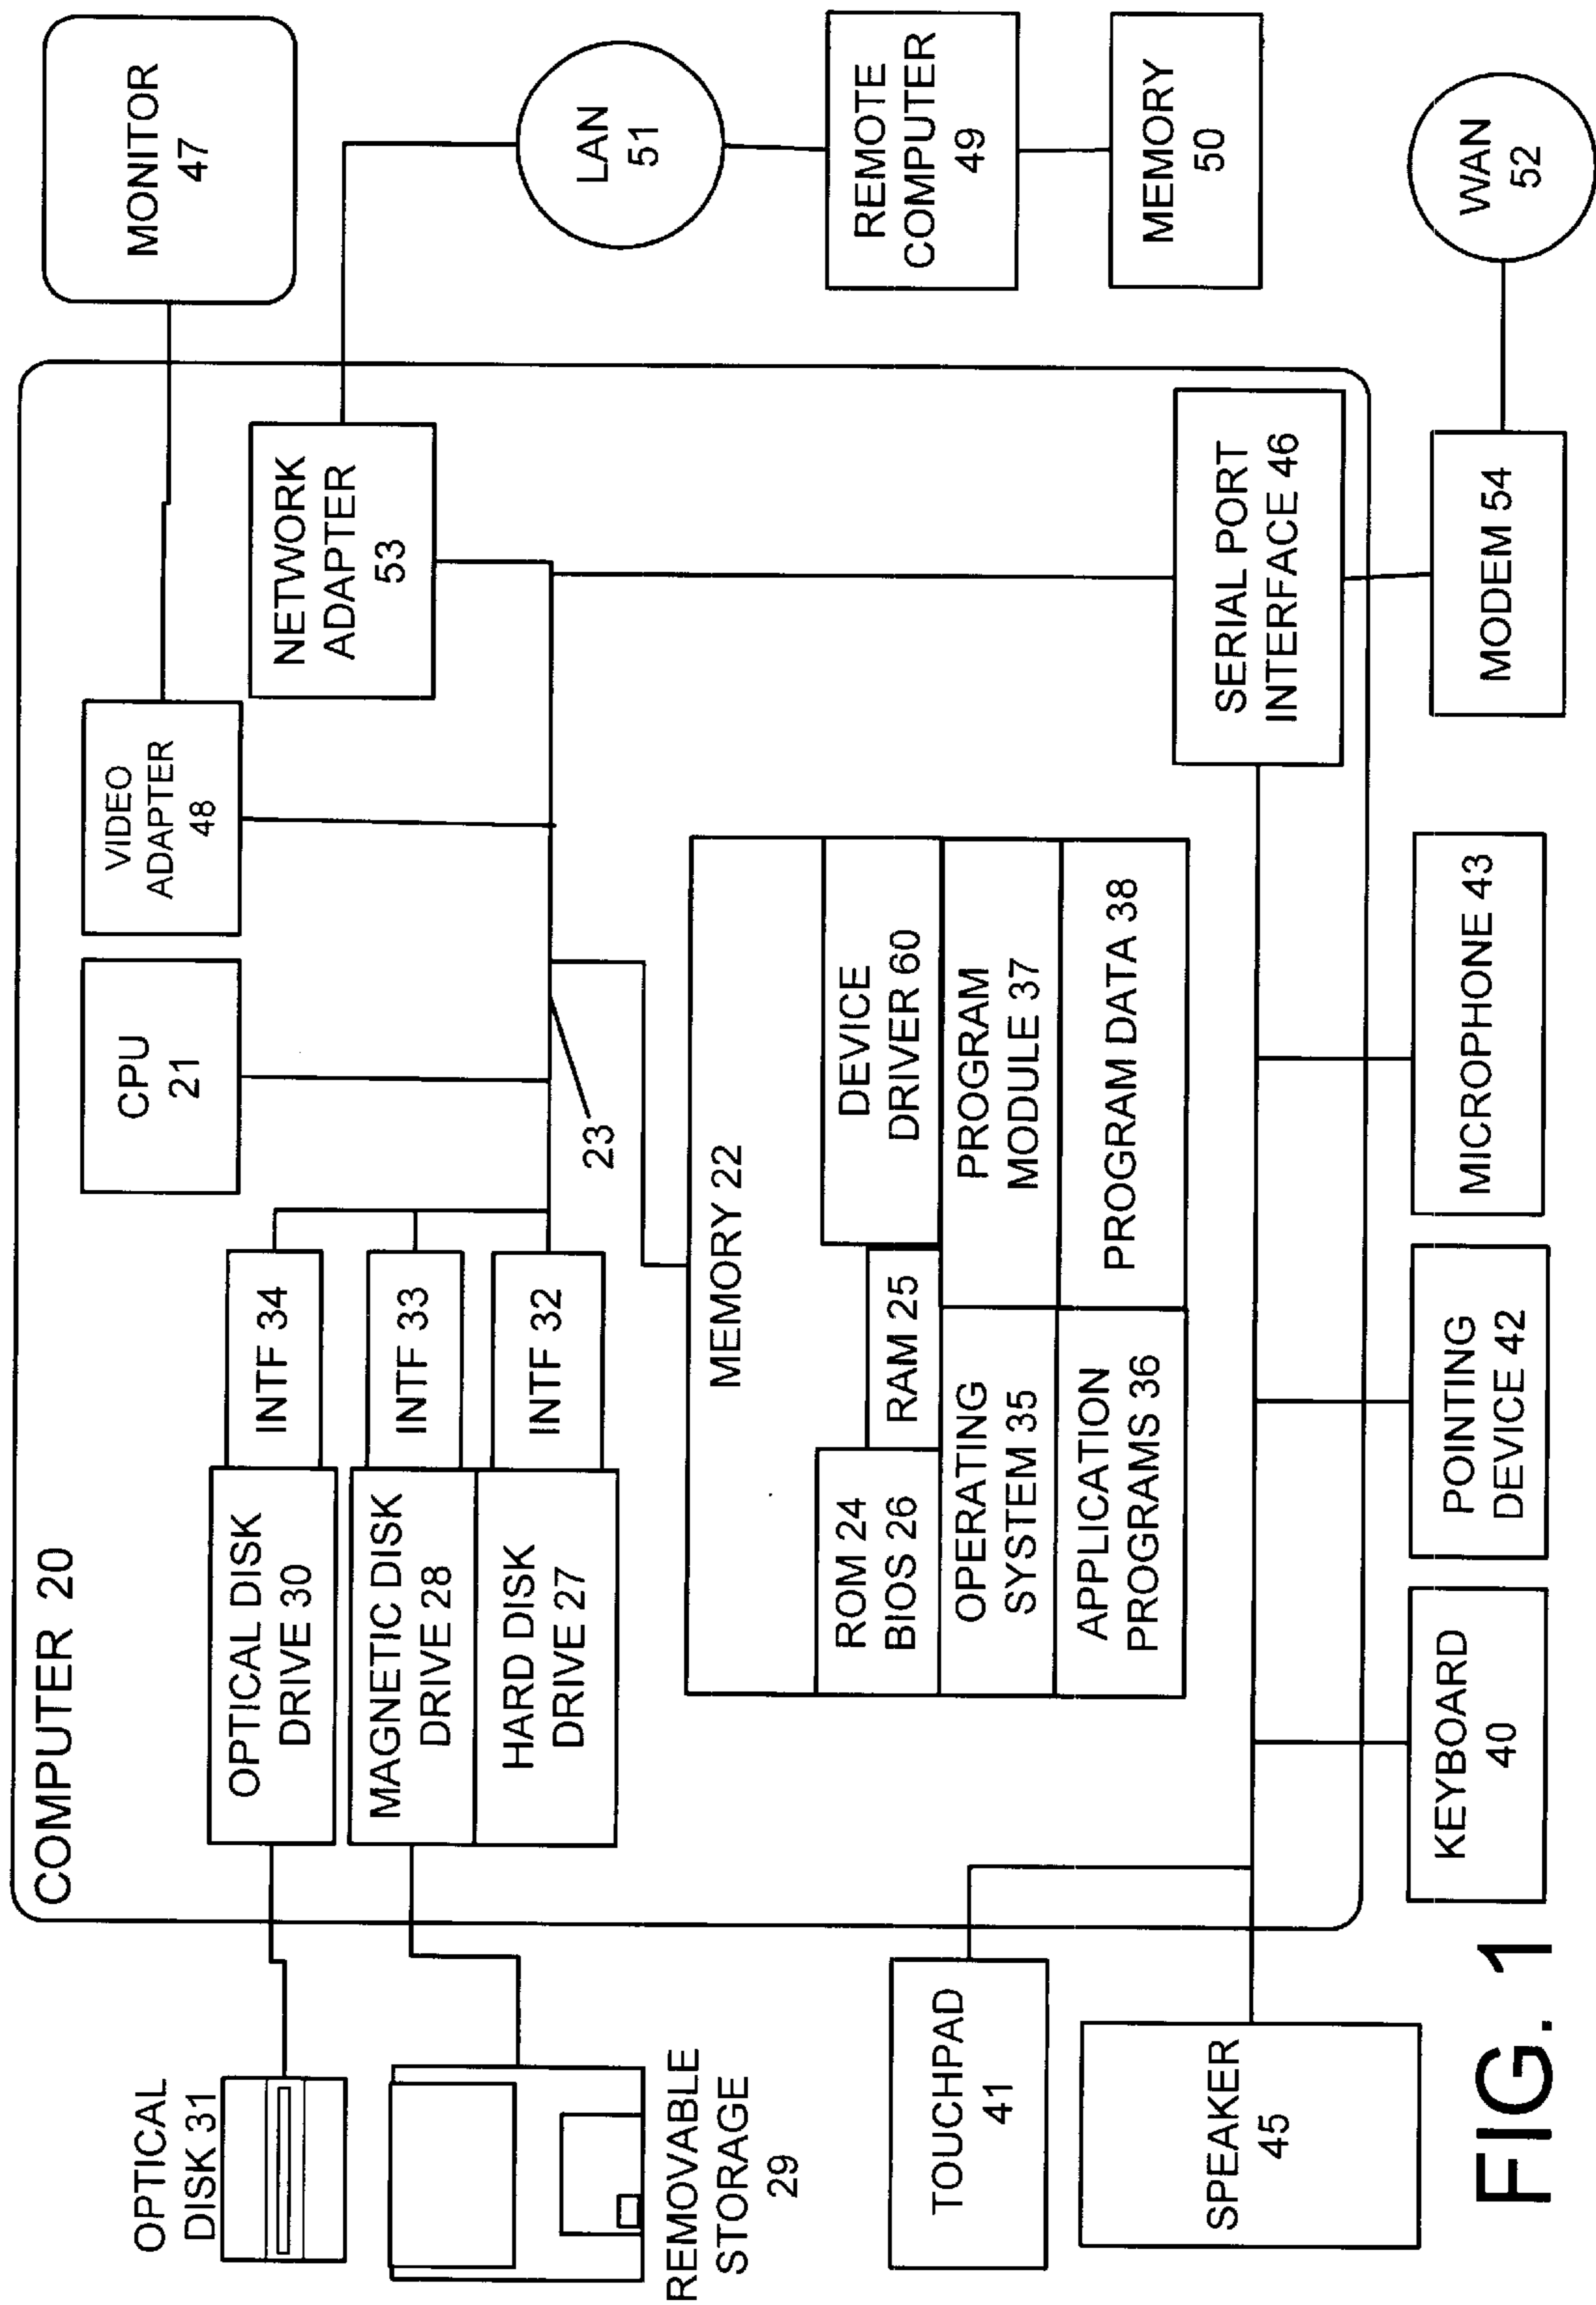 COMPUTER 20
MONITOR
47
CPU
21
VIDEO
ADAPTER
48
NETWORK
ADAPTER
53
OPTICAL
DISK 31
OPTICAL DISK
DRIVE 30
INTF 34
MAGNETIC DISK
DRIVE 28
INTF 33
HARD DISK
DRIVE 27
INTF 32
23
LAN
51
REMOVABLE
STORAGE
29
MEMORY 22
ROM 24
BIOS 26
RAM 25
DEVICE
DRIVER 60
OPERATING
SYSTEM 35
PROGRAM
MODULE 37
APPLICATION
PROGRAMS 36
PROGRAM DATA 38
REMOTE
COMPUTER
49
MEMORY
50
TOUCHPAD
41
SPEAKER
45
SERIAL PORT
INTERFACE 46
KEYBOARD
40
POINTING
DEVICE 42
MICROPHONE 43
MODEM 54
WAN
52
FIG. 1